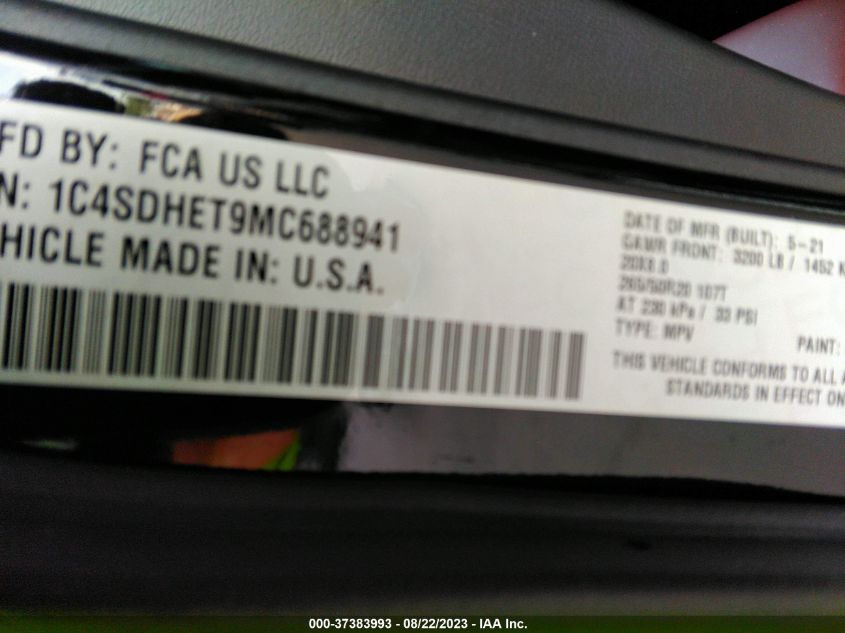 FD BY: FCA US LLC
N: 1C4SDHET9MC688941
HICLE MADE IN: U.S.A.
DATE OF MFR (BUILT): 5-21
GAWR FRONT: 3200 LB / 1452 K
20X8.0
265/50R20 107T
AT 230 kPa / 33 PSI
TYPE: MPV
PAINT:
THIS VEHICLE CONFORMS TO ALL A
STANDARDS IN EFFECT ON
000-37383993 - 08/22/2023 - IAA Inc.